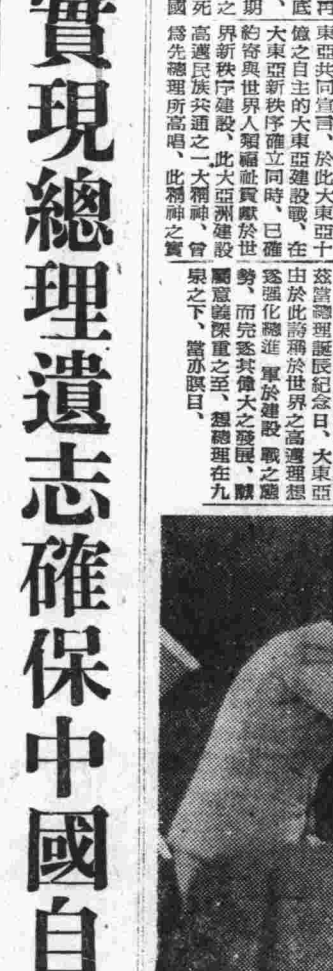 再
底
、
期
之
死
國
東亞共同宣言、於此大東亞十
億之自主的大東亞建設戰、在
大東亞新秩序確立同時、已確
約寄與世界人類福祉貢獻於世
界新秩序建設、此大亞洲建設
高邁民族共通之一大精神、曾
爲先總理所高唱、此精神之實
茲當總理誕辰紀念日、大東亞
由於此誇稱於世界之高邁理想
逐强化總進 軍於建設 戰之態
勢、而完遂其偉大之發展、
屬意義深重之至、想總理在九
泉之下、當亦瞑目、
實現總理遺志確保中國自